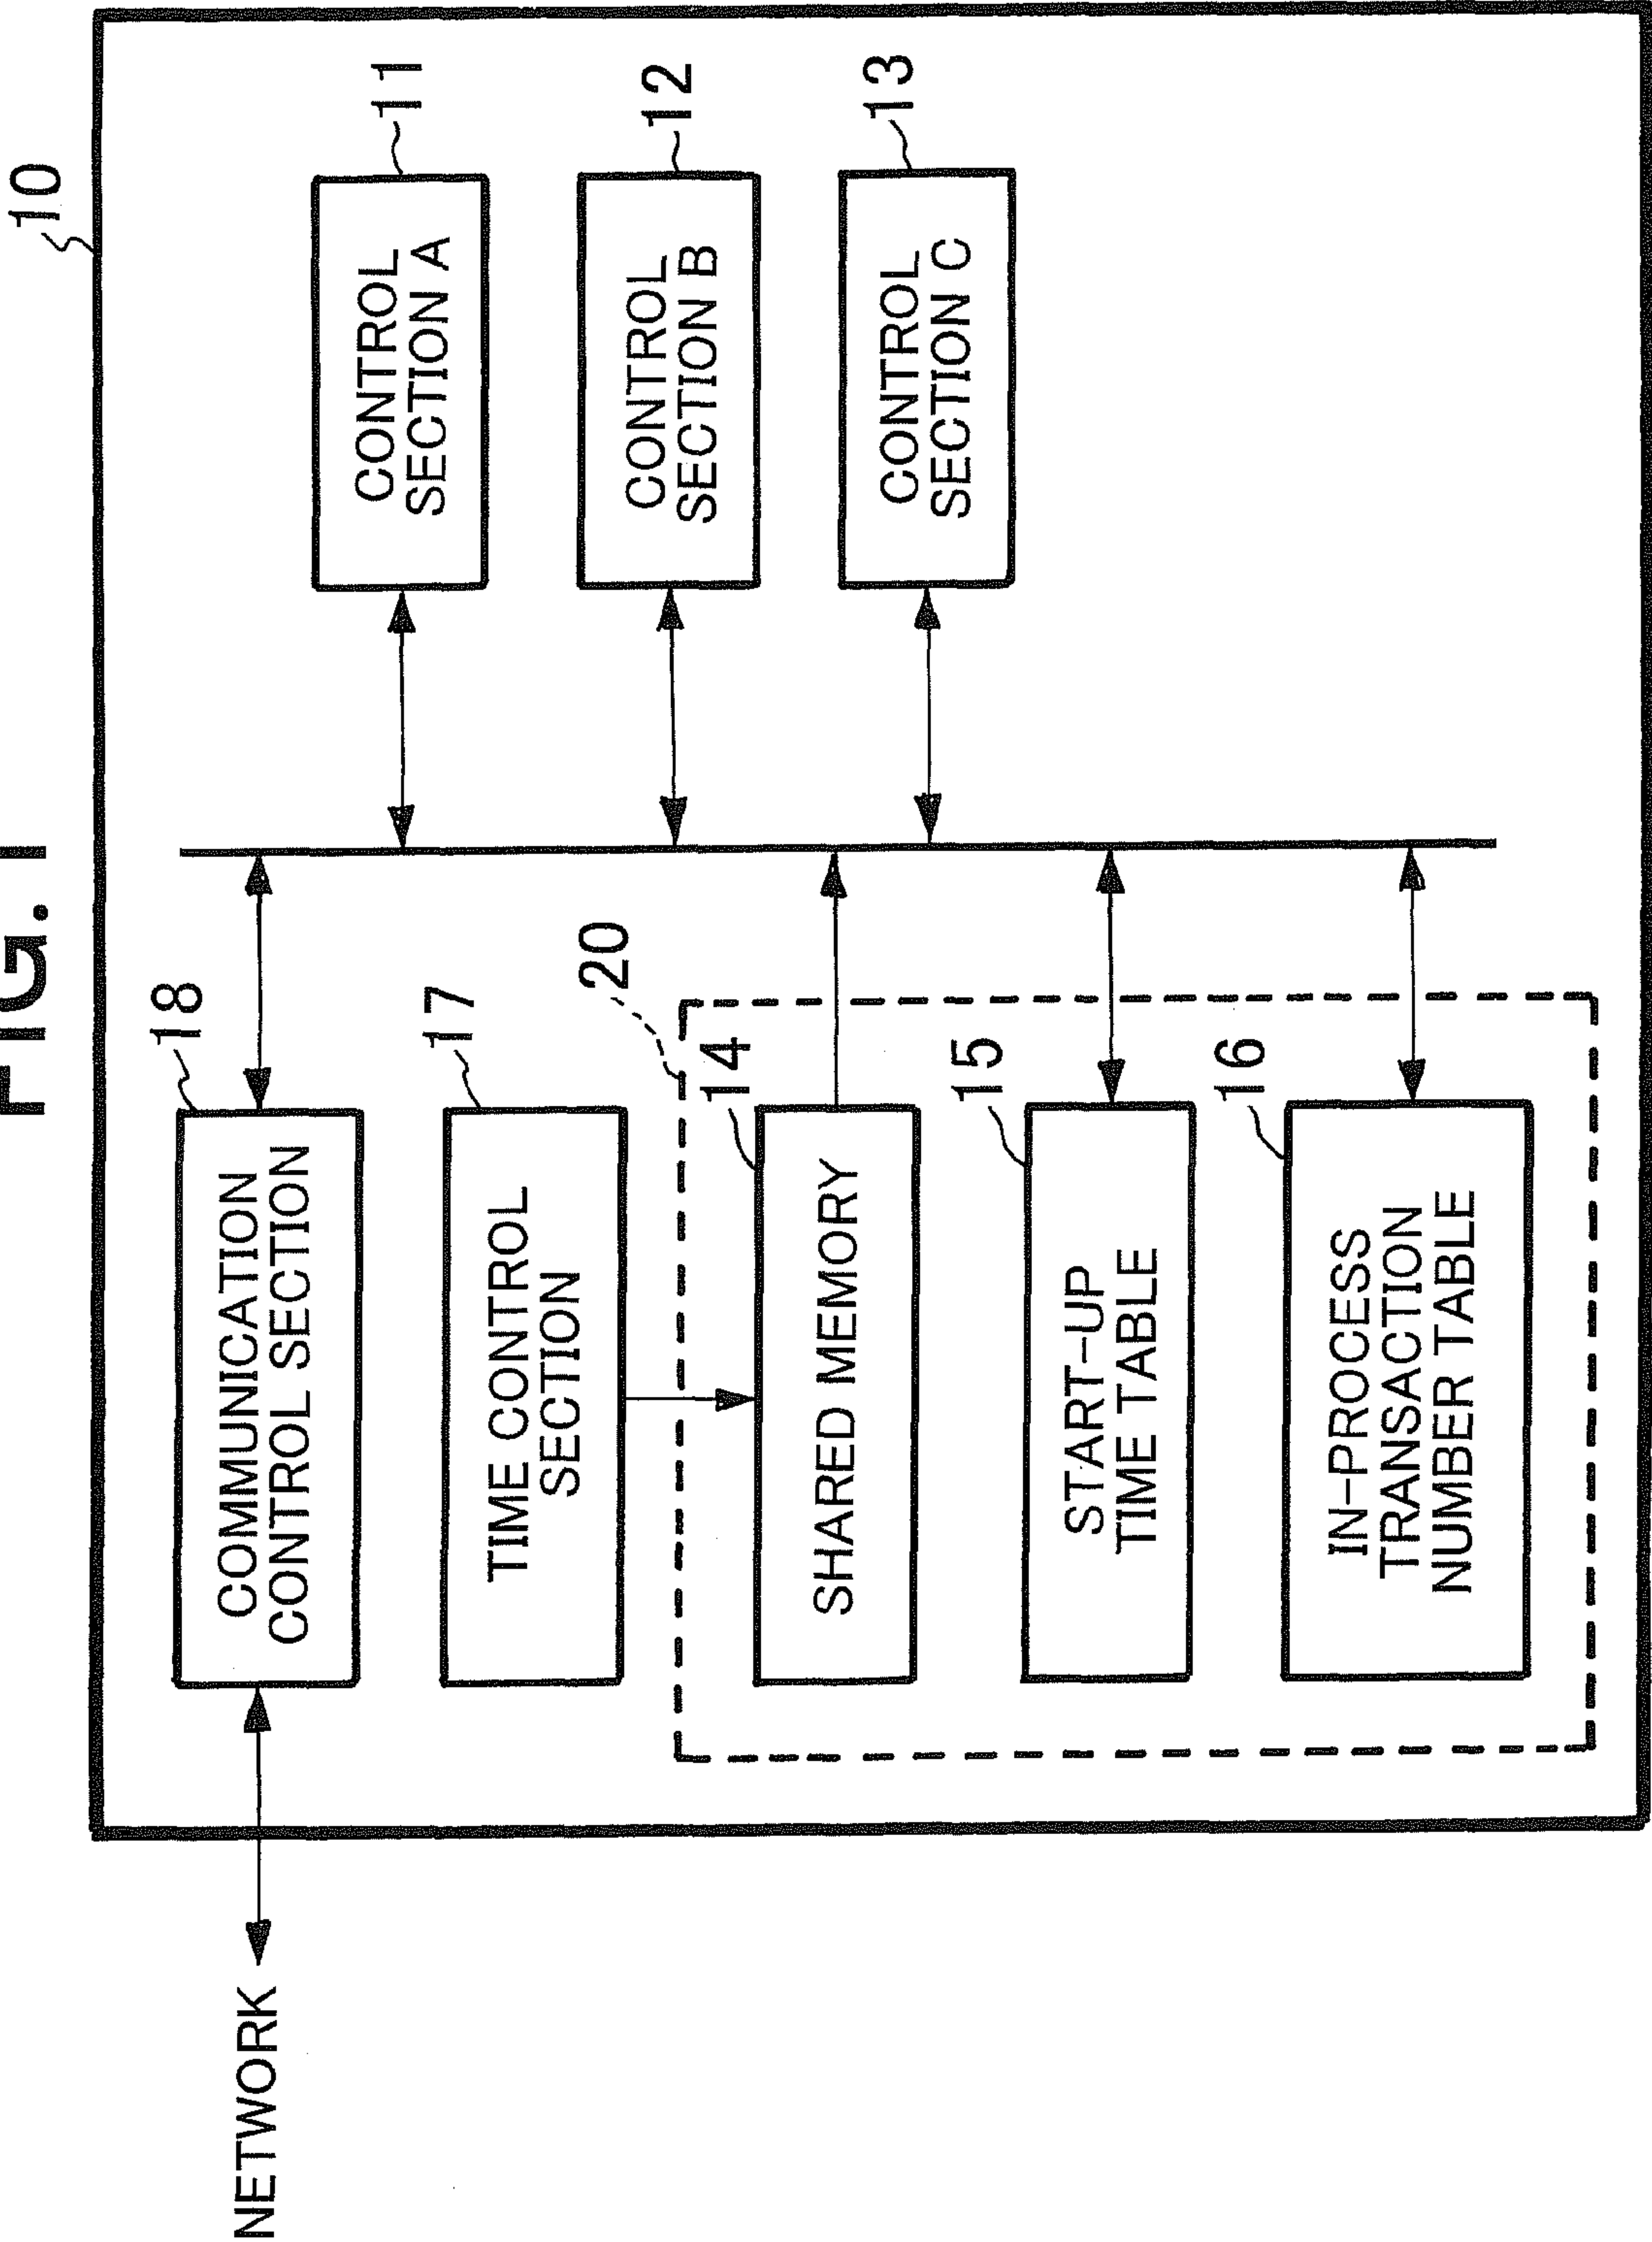 FIG. 1
10
18
COMMUNICATION
CONTROL SECTION
NETWORK
17
TIME CONTROL
SECTION
20
14
SHARED MEMORY
15
START-UP
TIME TABLE
16
IN-PROCESS
TRANSACTION
NUMBER TABLE
11
CONTROL
SECTION A
12
CONTROL
SECTION B
13
CONTROL
SECTION C